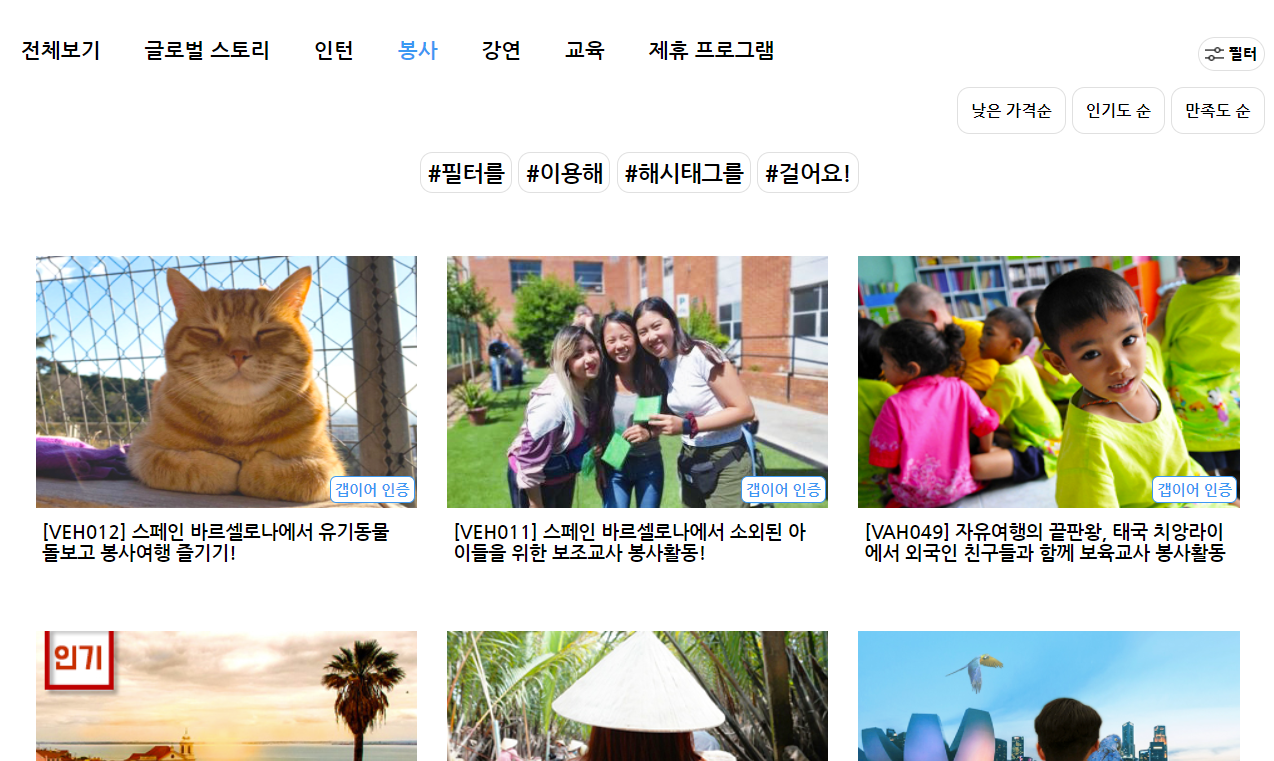 전체보기 글로벌 스토리 인턴 봉사 강연 교육 제휴 프로그램 필터
낮은 가격순 인기도 순 만족도 순
#필터를 #이용해 #해시태그를 #걸어요!
갭이어 인증 갭이어 인증 갭이어 인증
[VEH012] 스페인 바르셀로나에서 유기동물
돌보고 봉사여행 즐기기!
[VEH011] 스페인 바르셀로나에서 소외된 아
이들을 위한 보조교사 봉사활동!
[VAH049] 자유여행의 끝판왕, 태국 치앙라이
에서 외국인 친구들과 함께 보육교사 봉사활동
인기